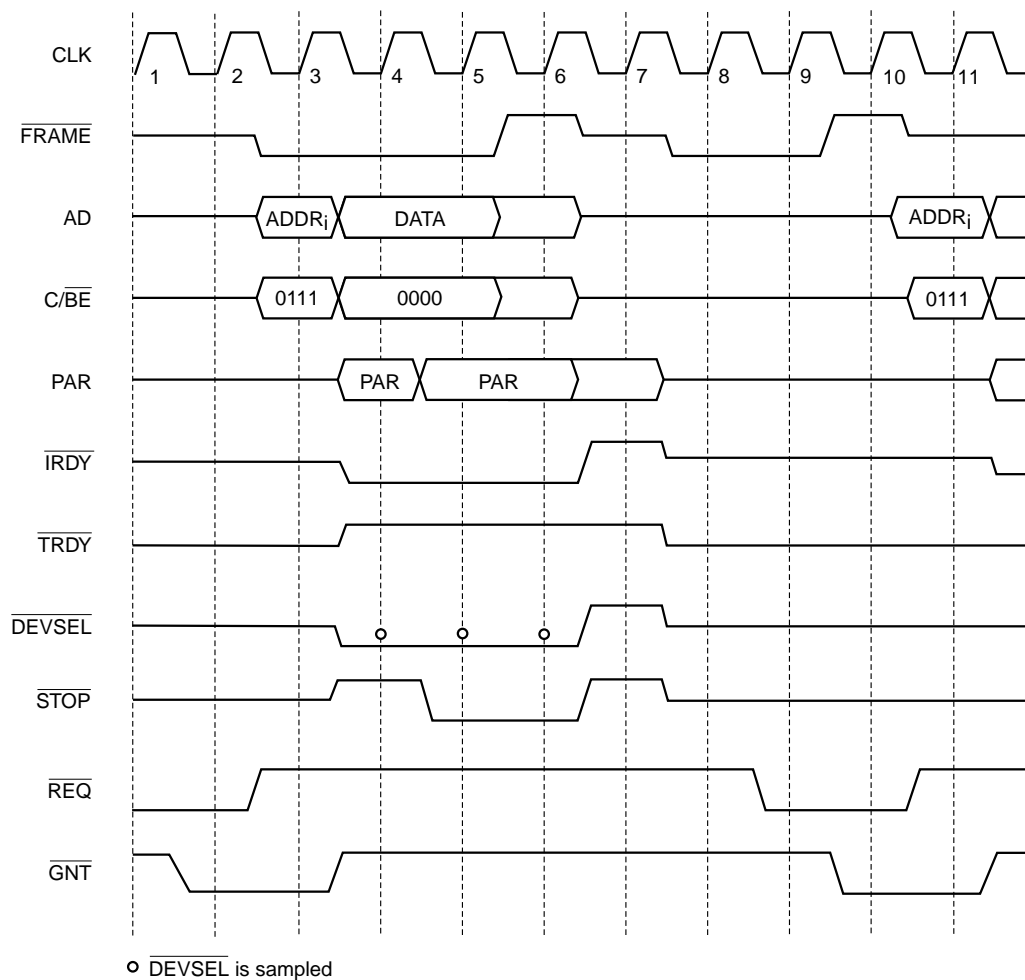 CLK
1 2 3 4 5 6 7 8 9 10 11
FRAME
AD ADDRi DATA ADDRi
C/BE 0111 0000 0111
PAR PAR PAR
IRDY
TRDY
DEVSEL
STOP
REQ
GNT
DEVSEL is sampled